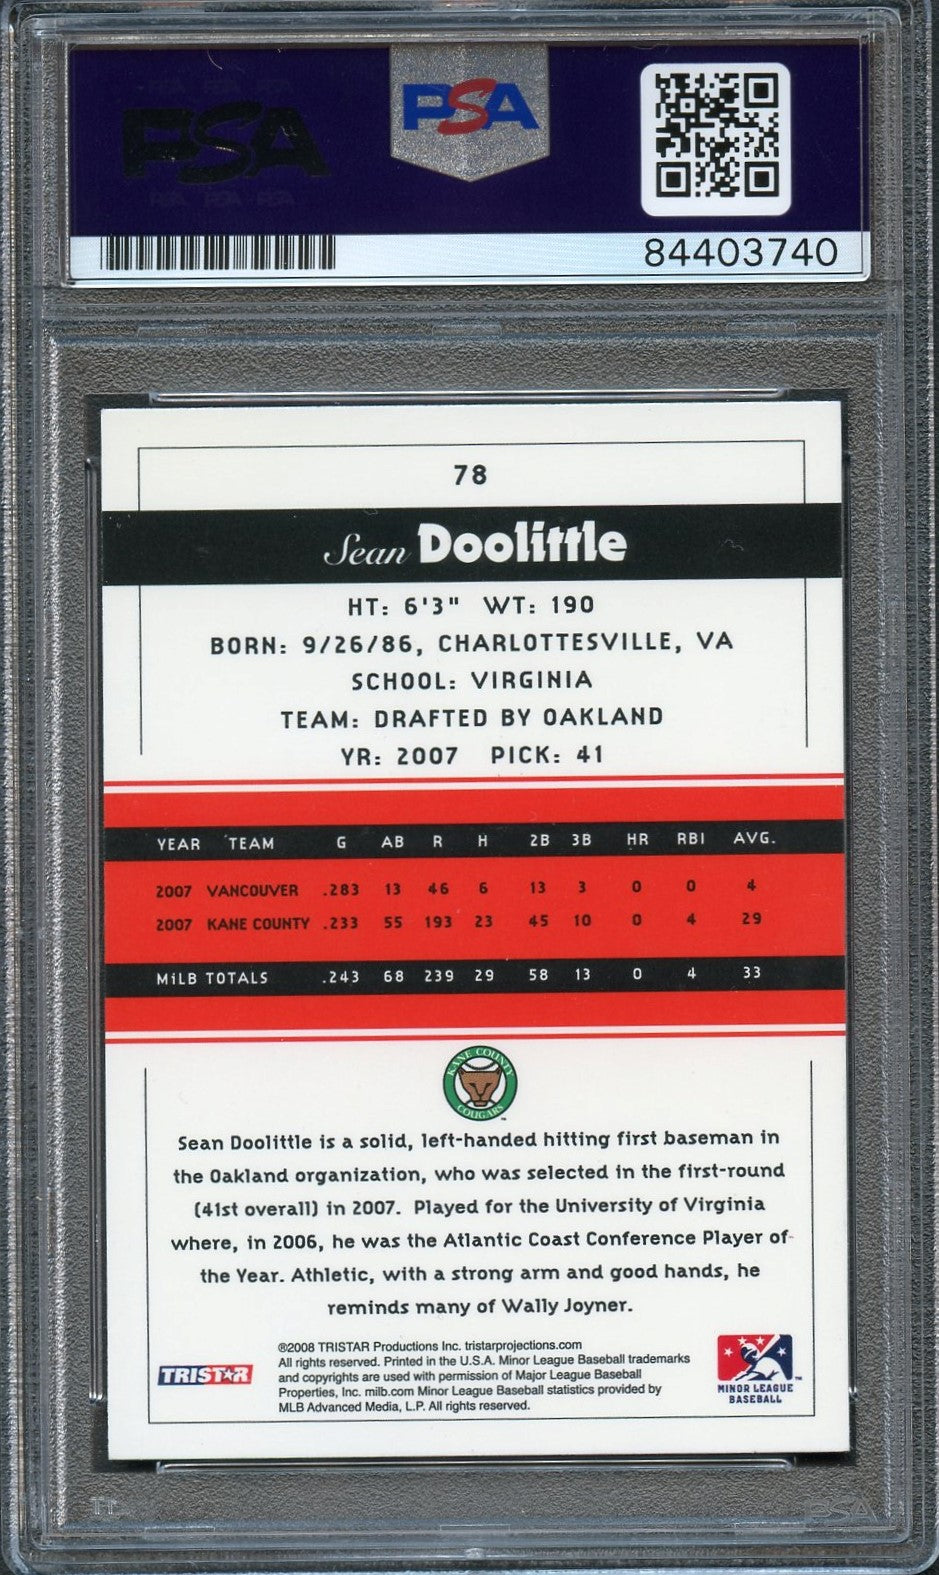 PSA
PSA
84403740
78
Sean Doolittle
HT: 6'3" WT: 190
BORN: 9/26/86, CHARLOTTESVILLE, VA
SCHOOL: VIRGINIA
TEAM: DRAFTED BY OAKLAND
YR: 2007 PICK: 41
YEAR TEAM G AB R H 2B 3B HR RBI AVG.
2007 VANCOUVER .283 13 46 6 13 3 0 0 4
2007 KANE COUNTY .233 55 193 23 45 10 0 4 29
MiLB TOTALS .243 68 239 29 58 13 0 4 33
KANE COUNTY
COUGARS
Sean Doolittle is a solid, left-handed hitting first baseman in
the Oakland organization, who was selected in the first-round
(41st overall) in 2007. Played for the University of Virginia
where, in 2006, he was the Atlantic Coast Conference Player of
the Year. Athletic, with a strong arm and good hands, he
reminds many of Wally Joyner.
©2008 TRISTAR Productions Inc. tristarprojections.com
All rights reserved. Printed in the U.S.A. Minor League Baseball trademarks
and copyrights are used with permission of Major League Baseball
Properties, Inc. milb.com Minor League Baseball statistics provided by
MLB Advanced Media, L.P. All rights reserved.
TRISTAR
MINOR LEAGUE
BASEBALL
PSA